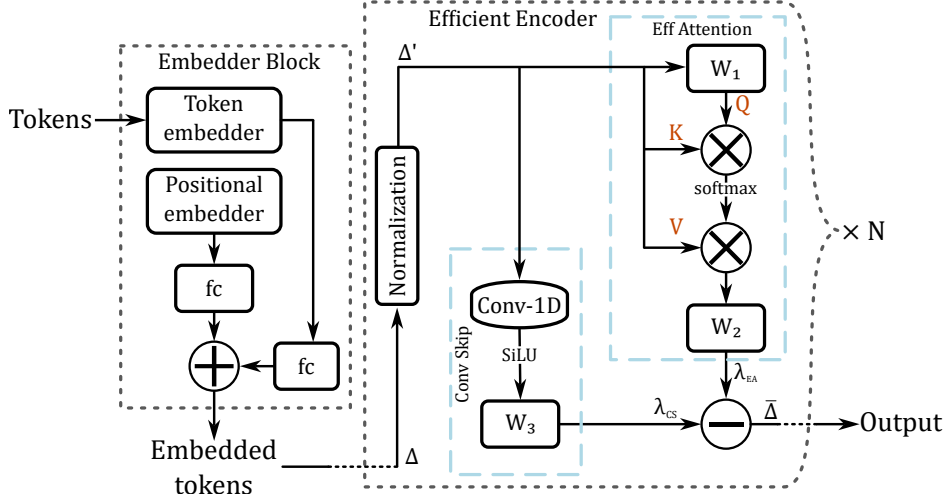 Efficient Encoder
Eff Attention
Embedder Block
Δ'
W₁
Tokens
Token
embedder
Q
K
softmax
Positional
embedder
Normalization
V
× N
fc
Conv-1D
W₂
SiLU
Conv Skip
fc
λEA
W₃
λCS
Δ̄
Output
Embedded
tokens
Δ